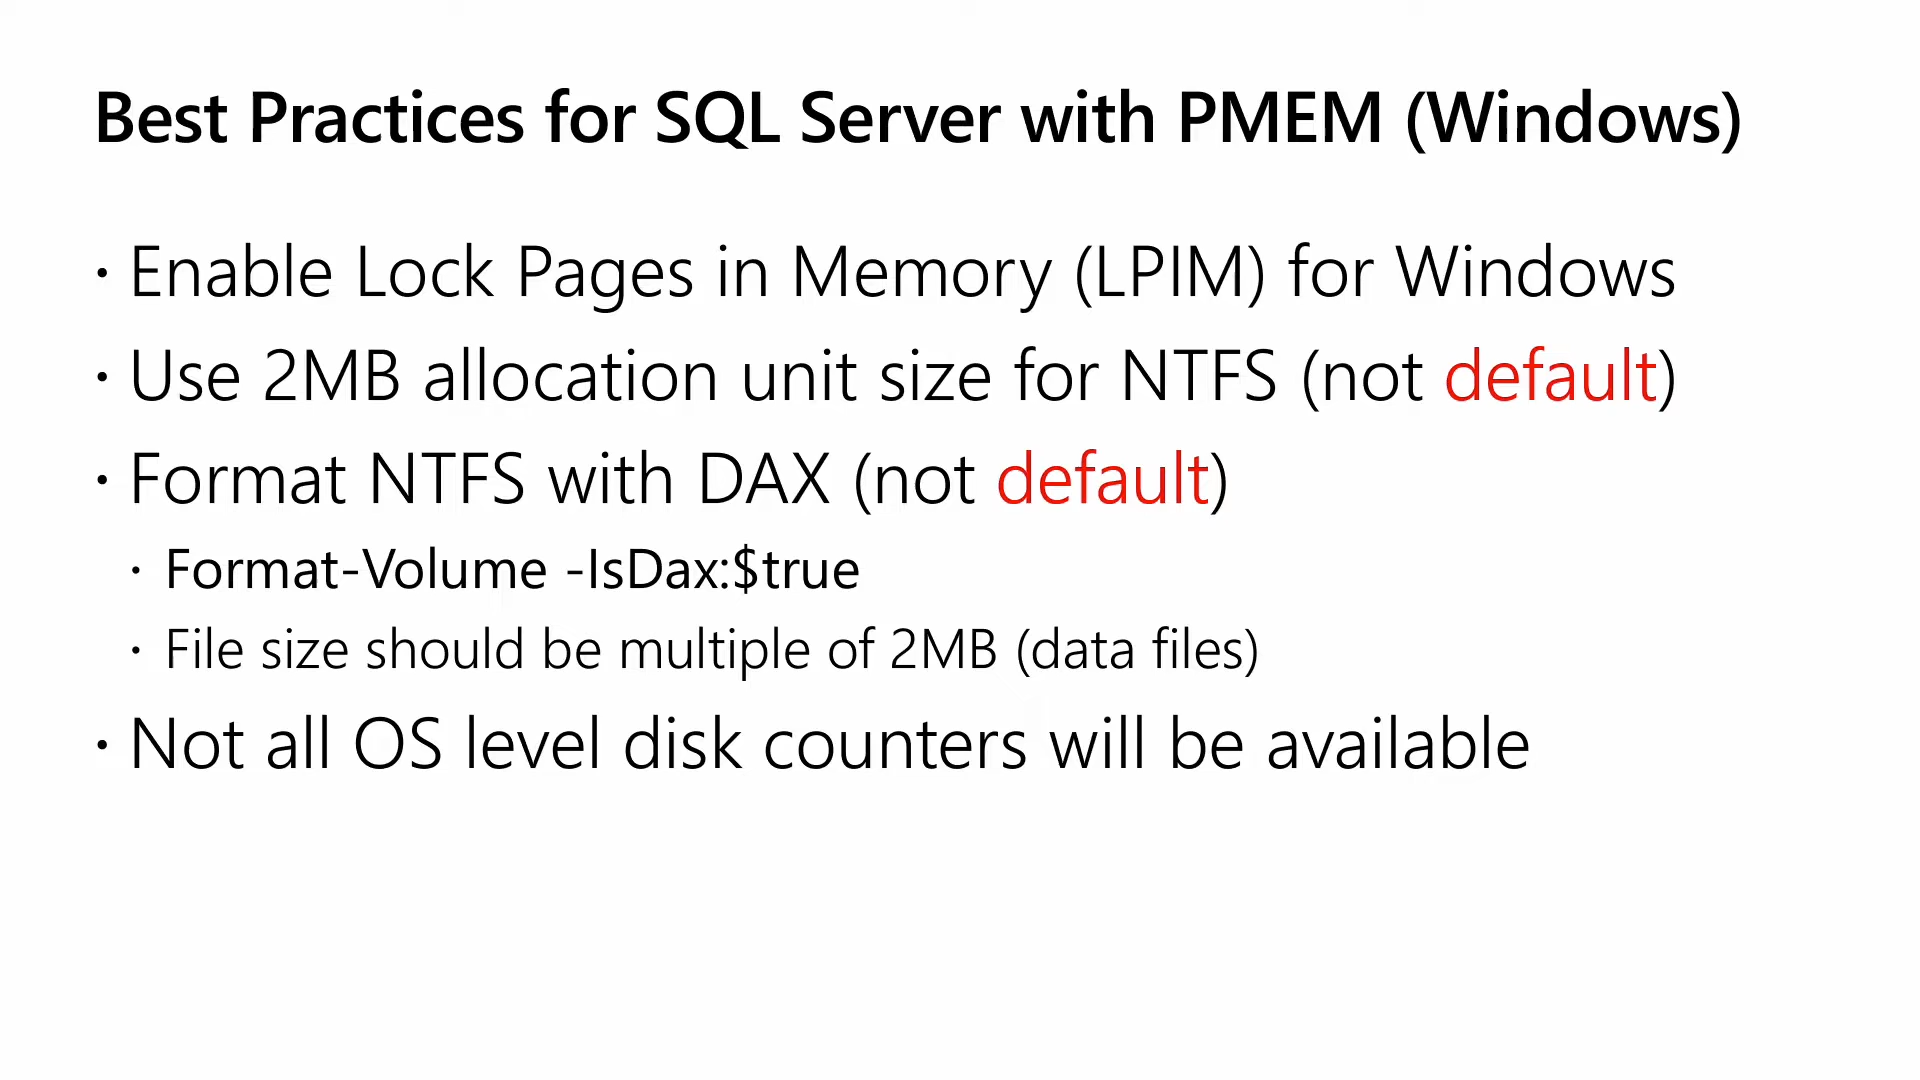 Best Practices for SQL Server with PMEM (Windows)
· Enable Lock Pages in Memory (LPIM) for Windows
· Use 2MB allocation unit size for NTFS (not default)
· Format NTFS with DAX (not default)
· Format-Volume -IsDax:$true
· File size should be multiple of 2MB (data files)
· Not all OS level disk counters will be available